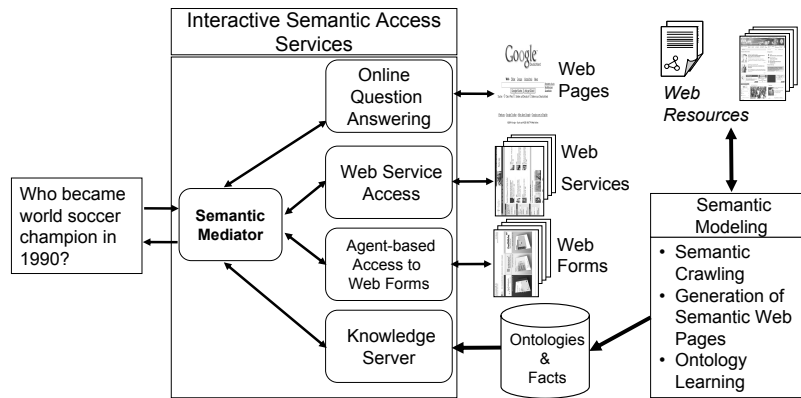 Interactive Semantic Access
Services
Online
Question
Answering
Google
Web
Pages
Web
Resources
Who became
world soccer
champion in
1990?
Semantic
Mediator
Web Service
Access
Web
Services
Agent-based
Access to
Web Forms
Web
Forms
Knowledge
Server
Ontologies
&
Facts
Semantic
Modeling
• Semantic
Crawling
• Generation of
Semantic Web
Pages
• Ontology
Learning